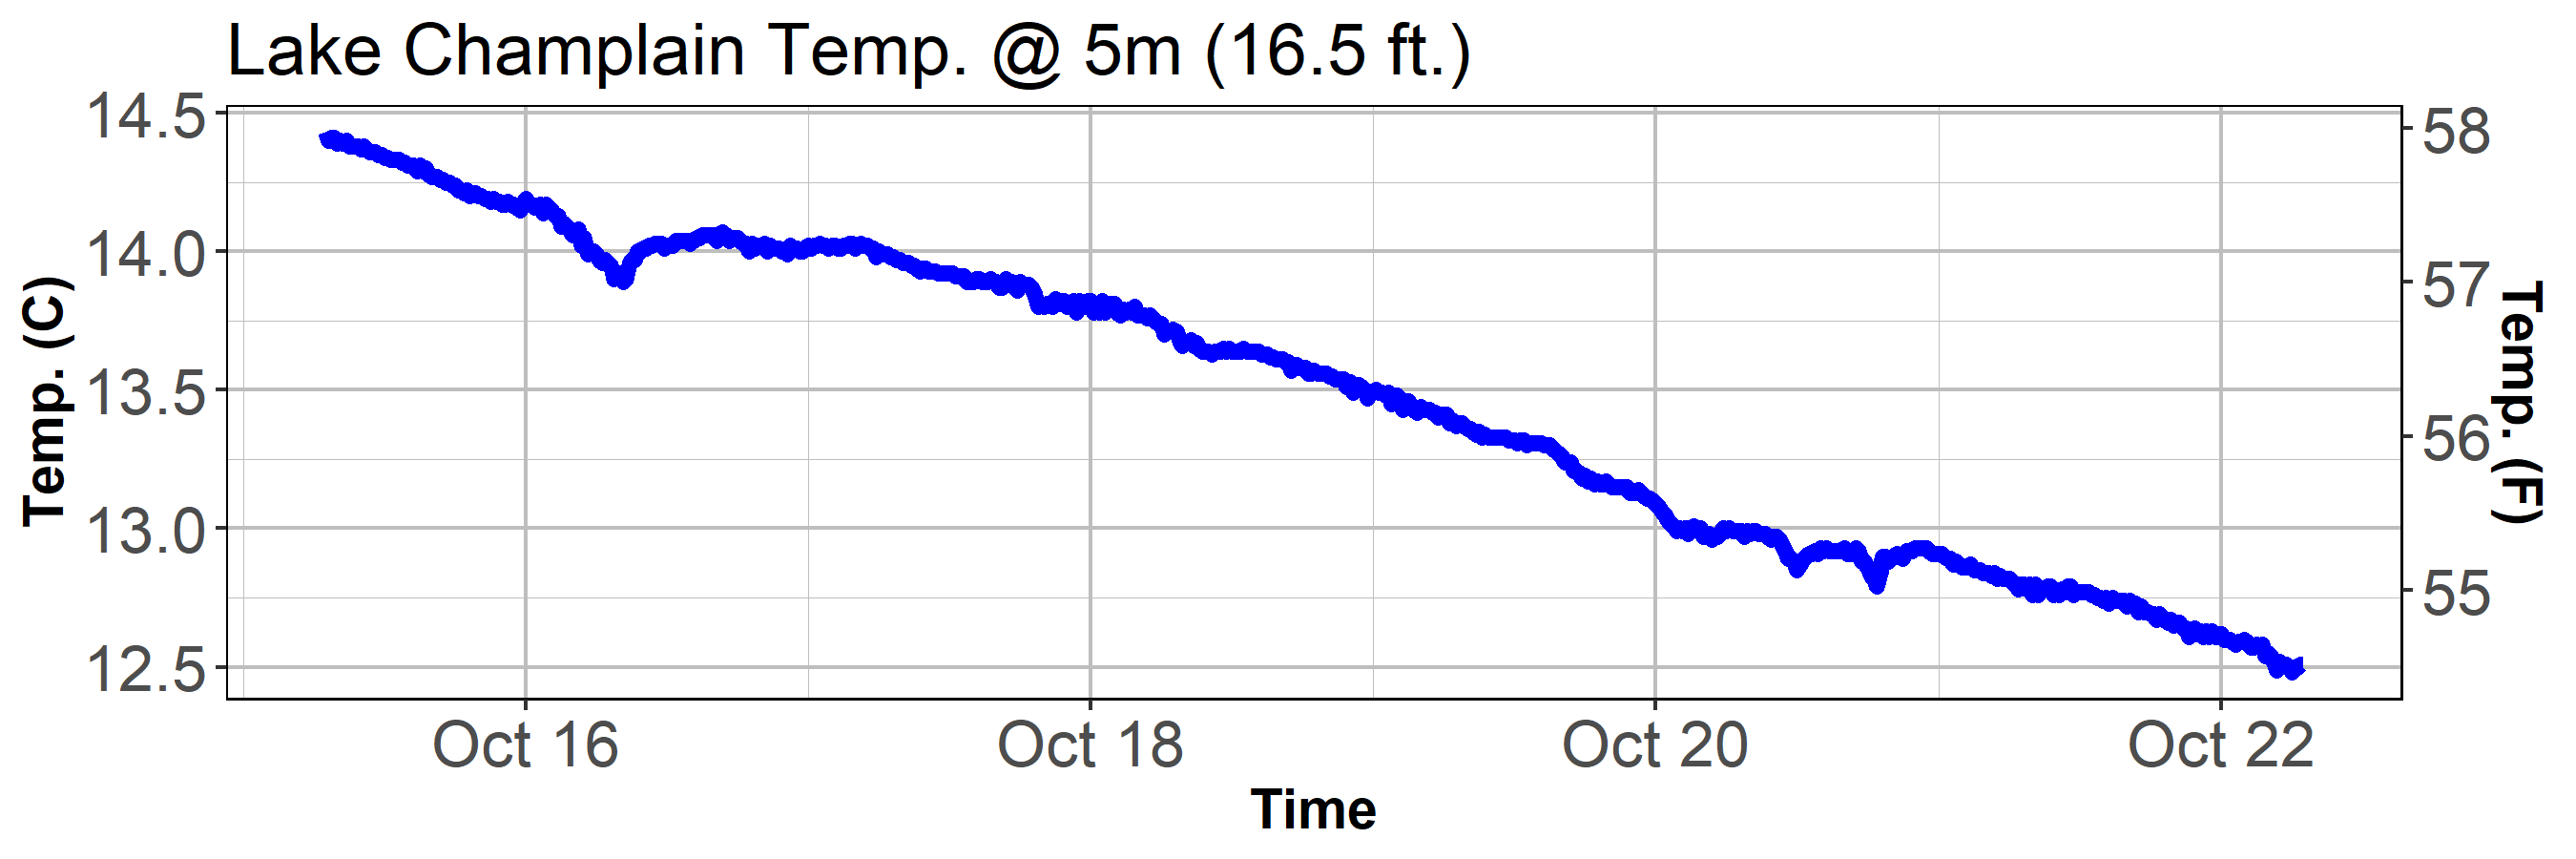 Lake Champlain Temp. @ 5m (16.5 ft.)
Temp. (C)
14.5
14.0
13.5
13.0
12.5
58
57
56
55
Temp. (F)
Oct 16
Oct 18
Oct 20
Oct 22
Time